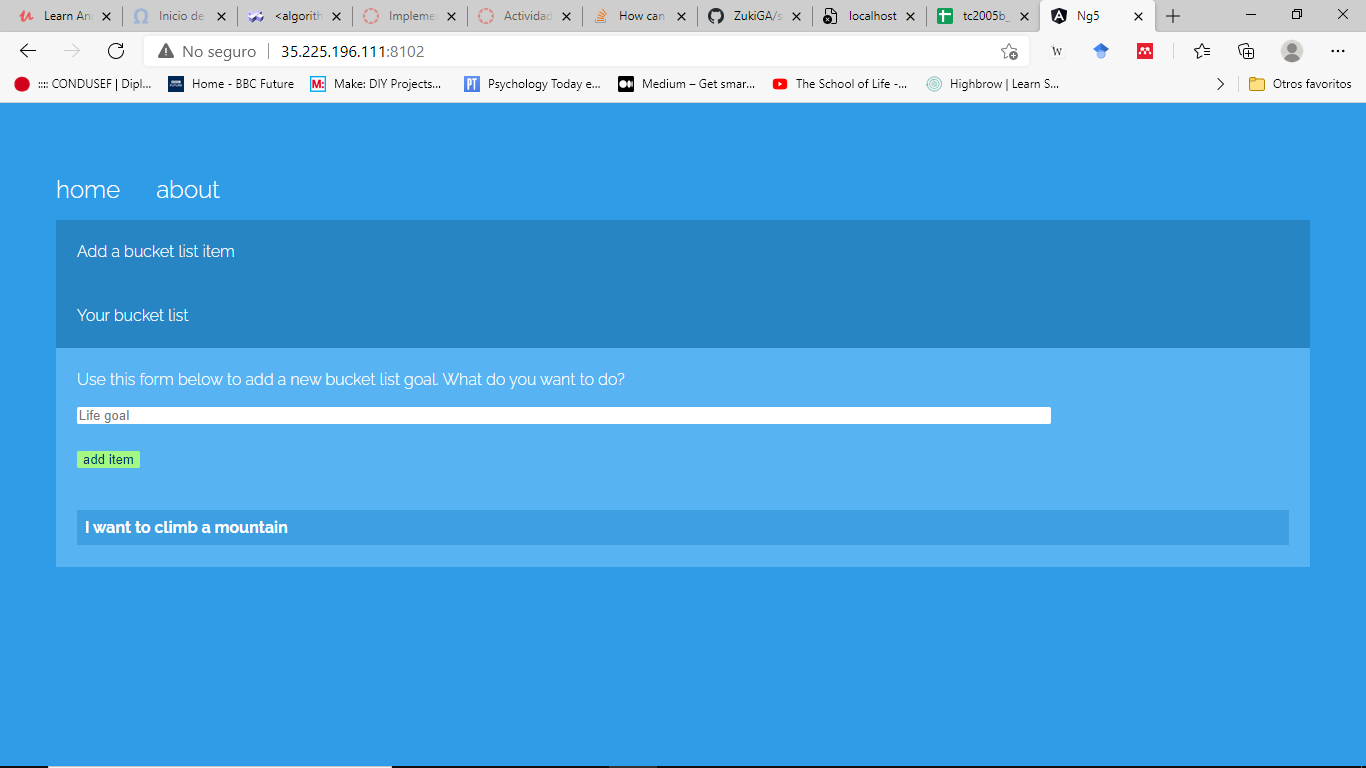 Learn An
Inicio de
<algorith
Implemen
Actividad
How can
ZukiGA/s
localhost
tc2005b_
Ng5
No seguro
35.225.196.111:8102
W
:::: CONDUSEF | Dipl...
Home - BBC Future
M: Make: DIY Projects...
PT Psychology Today e...
Medium – Get smar...
The School of Life -...
Highbrow | Learn S...
Otros favoritos
home about
Add a bucket list item
Your bucket list
Use this form below to add a new bucket list goal. What do you want to do?
Life goal
add item
I want to climb a mountain